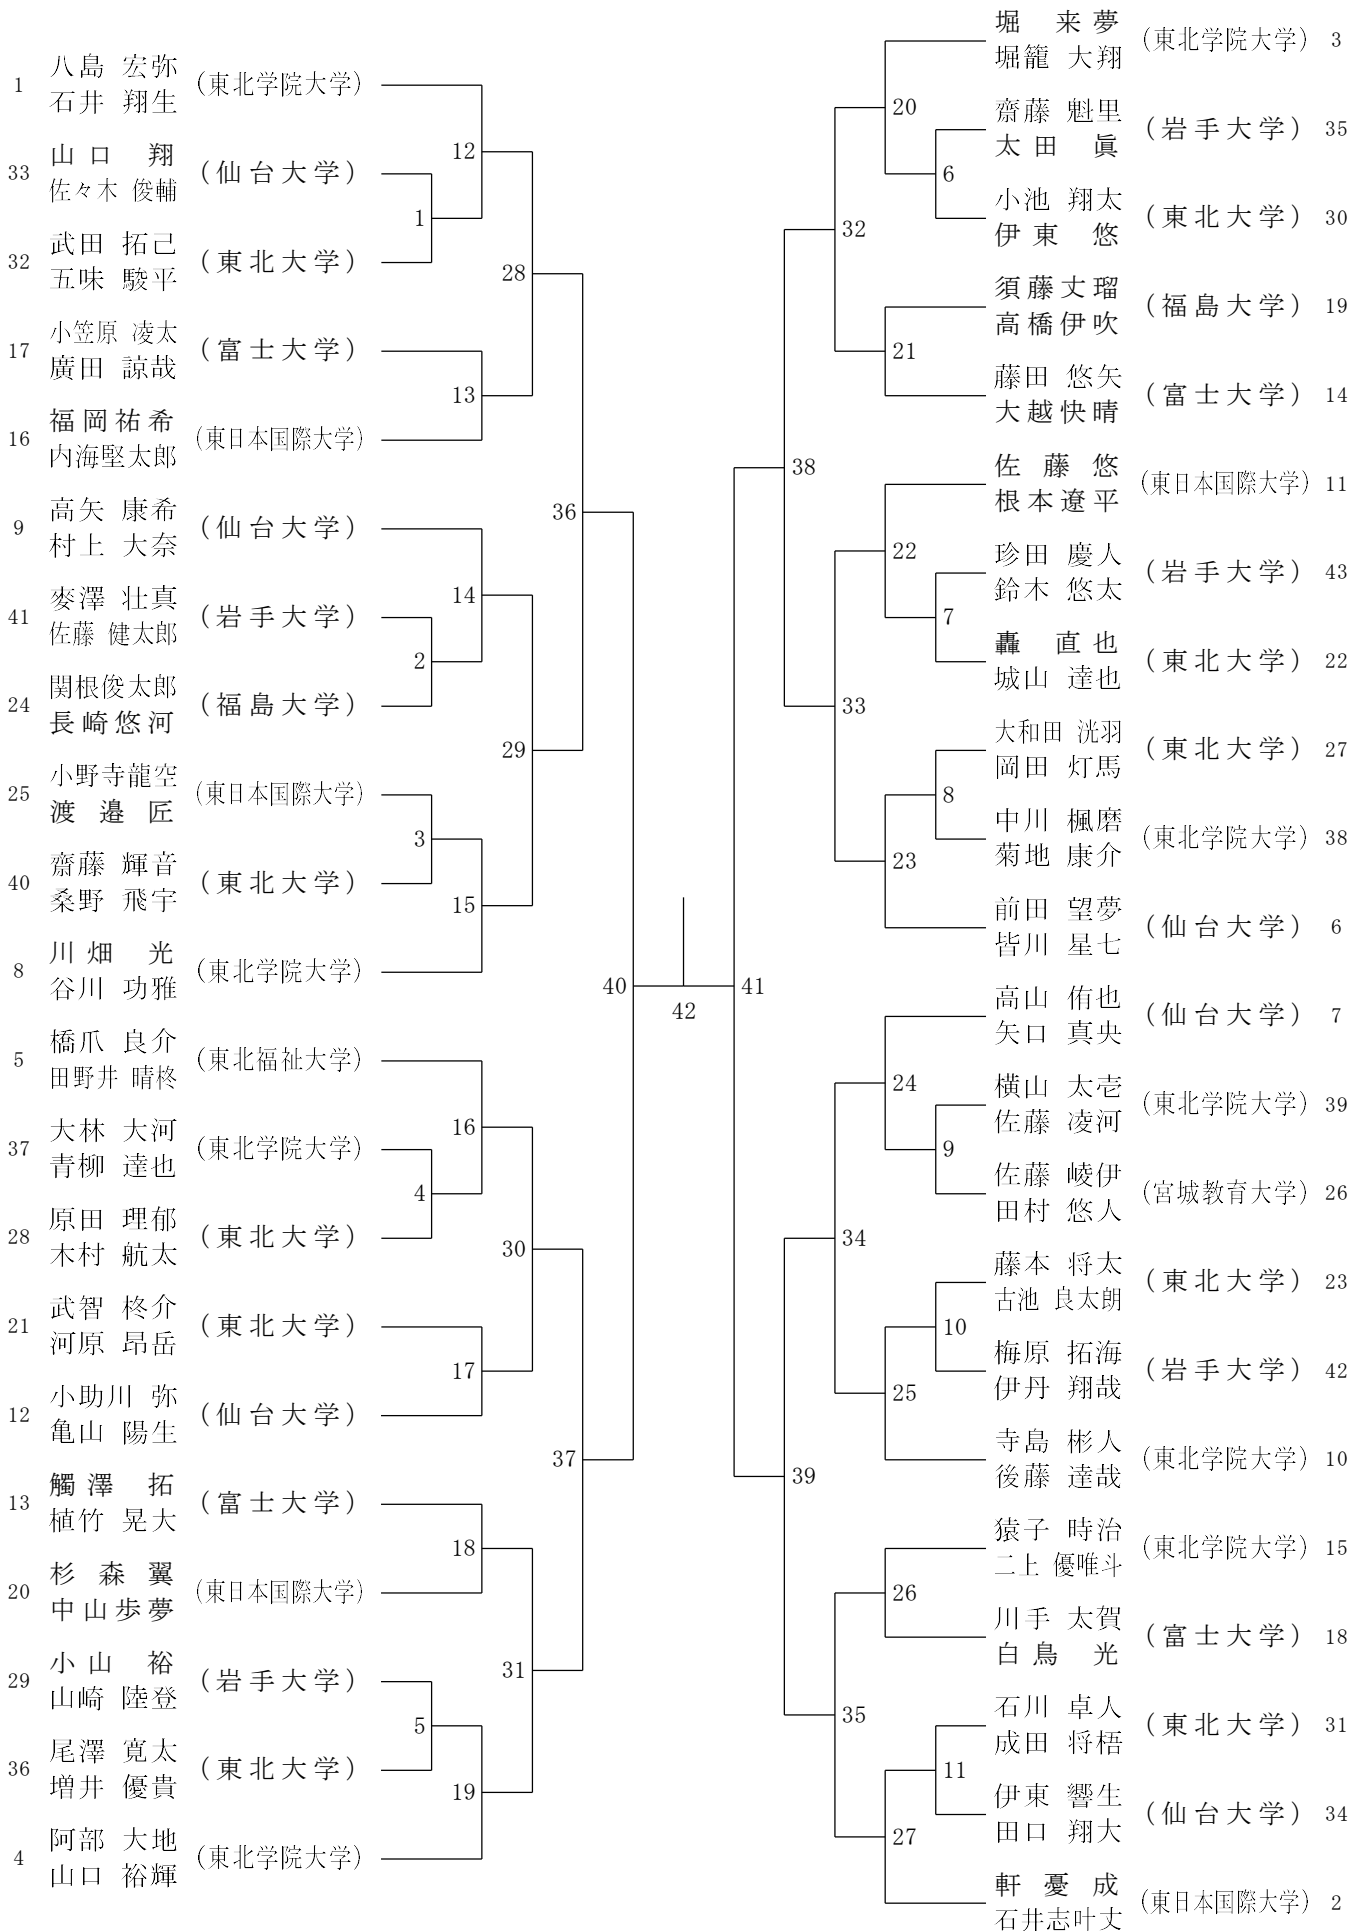 1 八島 宏弥 (東北学院大学)
石井 翔生
33 山口 翔 (仙台大学)
佐々木 俊輔
32 武田 拓己 (東北大学)
五味 駿平
17 小笠原 凌太 (富士大学)
廣田 諒哉
16 福岡祐希 (東日本国際大学)
内海堅太郎
9 高矢 康希 (仙台大学)
村上 大奈
41 麥澤 壮真 (岩手大学)
佐藤 健太郎
24 関根俊太郎 (福島大学)
長崎悠河
25 小野寺龍空 (東日本国際大学)
渡邉 匠
40 齋藤 輝音 (東北大学)
桑野 飛宇
8 川畑 光 (東北学院大学)
谷川 功雅
5 橋爪 良介 (東北福祉大学)
田野井 晴柊
37 大林 大河 (東北学院大学)
青柳 達也
28 原田 理郁 (東北大学)
木村 航太
21 武智 柊介 (東北大学)
河原 昂岳
12 小助川 弥 (仙台大学)
亀山 陽生
13 觸澤 拓 (富士大学)
植竹 晃大
20 杉森 翼 (東日本国際大学)
中山歩夢
29 小山 裕 (岩手大学)
山崎 陸登
36 尾澤 寛太 (東北大学)
増井 優貴
4 阿部 大地 (東北学院大学)
山口 裕輝
12
1
28
13
36
14
2
29
3
15
40
16
4
30
17
37
18
31
5
19
42
41
20
6
32
21
38
22
7
33
8
23
24
9
34
10
25
39
26
35
11
27
堀 来夢 (東北学院大学) 3
堀籠 大翔
齋藤 魁里 (岩手大学) 35
太田 眞
小池 翔太 (東北大学) 30
伊東 悠
須藤丈瑠 (福島大学) 19
高橋伊吹
藤田 悠矢 (富士大学) 14
大越快晴
佐藤 悠 (東日本国際大学) 11
根本遼平
珍田 慶人 (岩手大学) 43
鈴木 悠太
轟 直也 (東北大学) 22
城山 達也
大和田 洸羽 (東北大学) 27
岡田 灯馬
中川 楓磨 (東北学院大学) 38
菊地 康介
前田 望夢 (仙台大学) 6
皆川 星七
高山 侑也 (仙台大学) 7
矢口 真央
横山 太壱 (東北学院大学) 39
佐藤 凌河
佐藤 崚伊 (宮城教育大学) 26
田村 悠人
藤本 将太 (東北大学) 23
古池 良太朗
梅原 拓海 (岩手大学) 42
伊丹 翔哉
寺島 彬人 (東北学院大学) 10
後藤 達哉
猿子 時治 (東北学院大学) 15
二上 優唯斗
川手 太賀 (富士大学) 18
白鳥 光
石川 卓人 (東北大学) 31
成田 将梧
伊東 響生 (仙台大学) 34
田口 翔大
軒 憂成 (東日本国際大学) 2
石井志叶丈